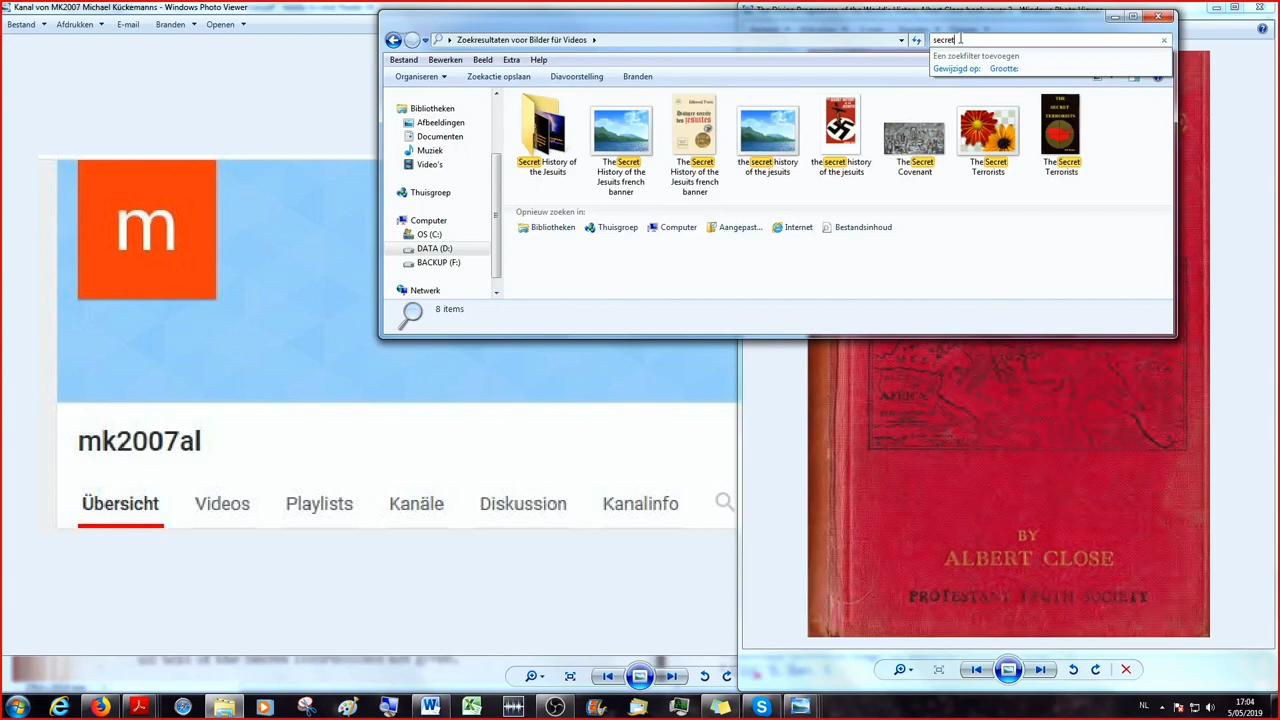 Kanal von MK2007 Michael Kückemanns - Windows Photo Viewer
Bestand Afdrukken E-mail Branden Openen
Zoekresultaten voor Bilder für Videos
secret
Een zoekfilter toevoegen
Gewijzigd op: Grootte:
Bestand Bewerken Beeld Extra Help
Organiseren Zoekactie opslaan Diavoorstelling Branden
Bibliotheken
Afbeeldingen
Documenten
Muziek
Video's
Thuisgroep
Computer
OS (C:)
DATA (D:)
BACKUP (F:)
Netwerk
Secret History of
the Jesuits
The Secret
History of the
Jesuits french
banner
The Secret
History of the
Jesuits french
banner
the secret history
of the jesuits
the secret history
of the jesuits
The Secret
Covenant
The Secret
Terrorists
THE
SECRET
TERRORISTS
The Secret
Terrorists
Opnieuw zoeken in:
Bibliotheken Thuisgroep Computer Aangepast... Internet Bestandsinhoud
8 items
m
mk2007al
Übersicht Videos Playlists Kanäle Diskussion Kanalinfo
AFRICA
BY
ALBERT CLOSE
PROTESTANT TRUTH SOCIETY
NL
17:04
5/05/2019